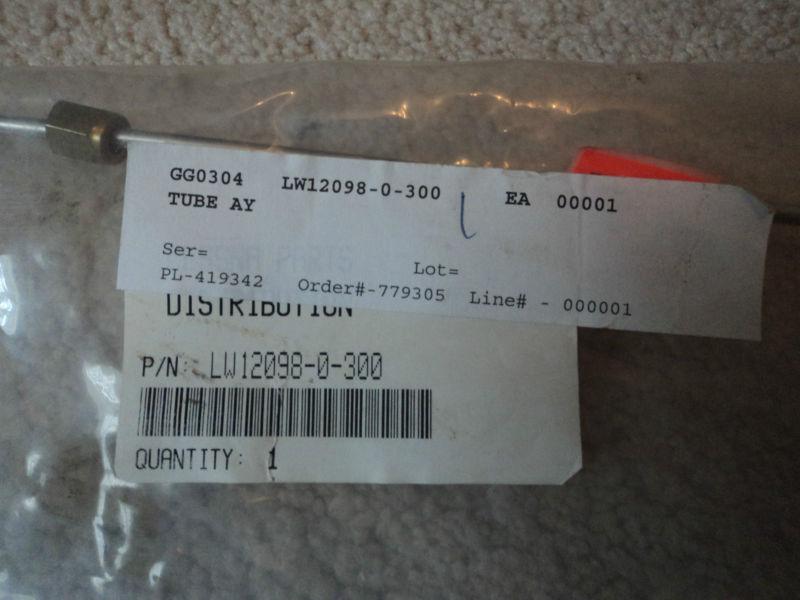 GG0304 LW12098-0-300 EA 00001
TUBE AY
Ser= Lot=
PL-419342 Order#-779305 Line# - 000001
DISTRIBUTION
P/N: LW12098-0-300
QUANTITY: 1